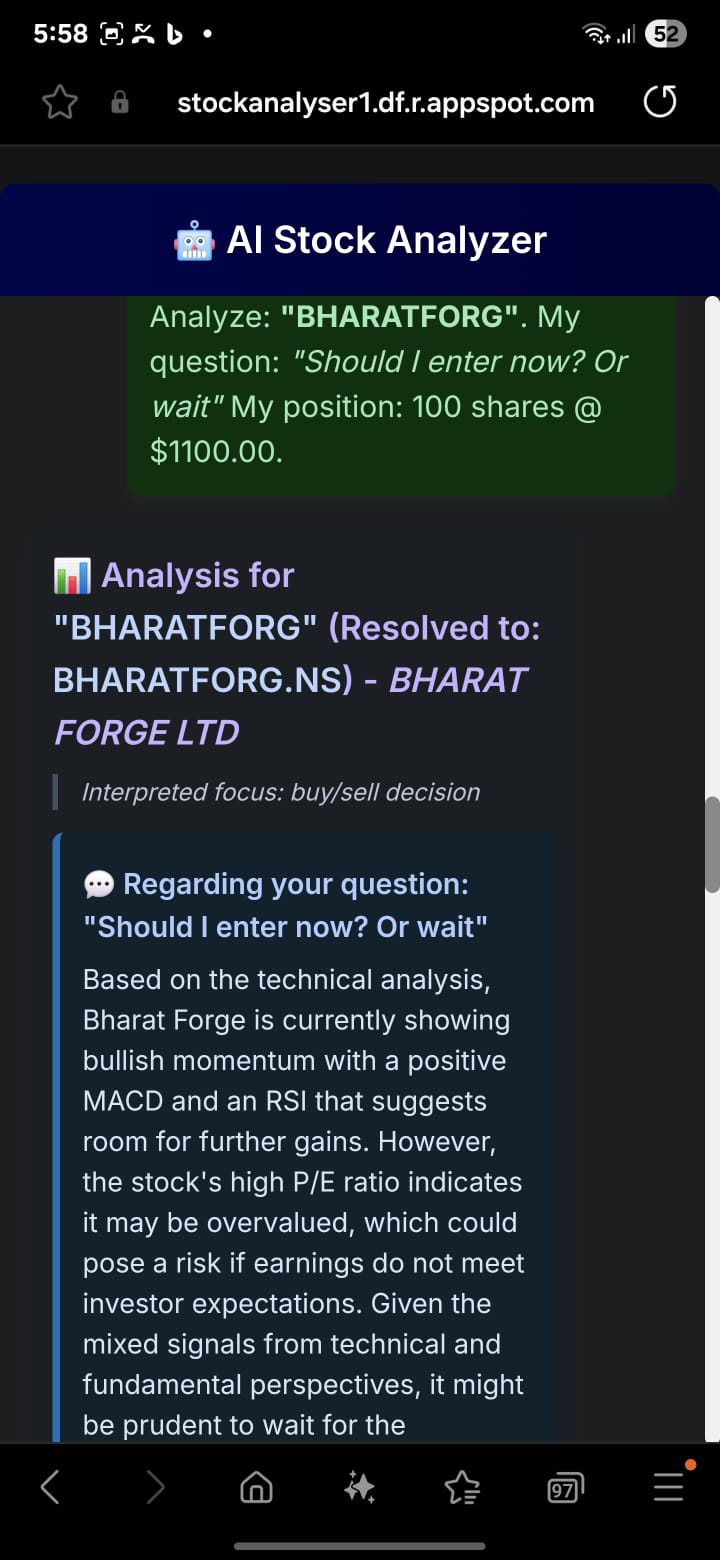 5:58
52
stockanalyser1.df.r.appspot.com
🤖 AI Stock Analyzer
Analyze: "BHARATFORG". My
question: "Should I enter now? Or
wait" My position: 100 shares @
$1100.00.
📊 Analysis for
"BHARATFORG" (Resolved to:
BHARATFORG.NS) - BHARAT
FORGE LTD
Interpreted focus: buy/sell decision
💬 Regarding your question:
"Should I enter now? Or wait"
Based on the technical analysis,
Bharat Forge is currently showing
bullish momentum with a positive
MACD and an RSI that suggests
room for further gains. However,
the stock's high P/E ratio indicates
it may be overvalued, which could
pose a risk if earnings do not meet
investor expectations. Given the
mixed signals from technical and
fundamental perspectives, it might
be prudent to wait for the
97